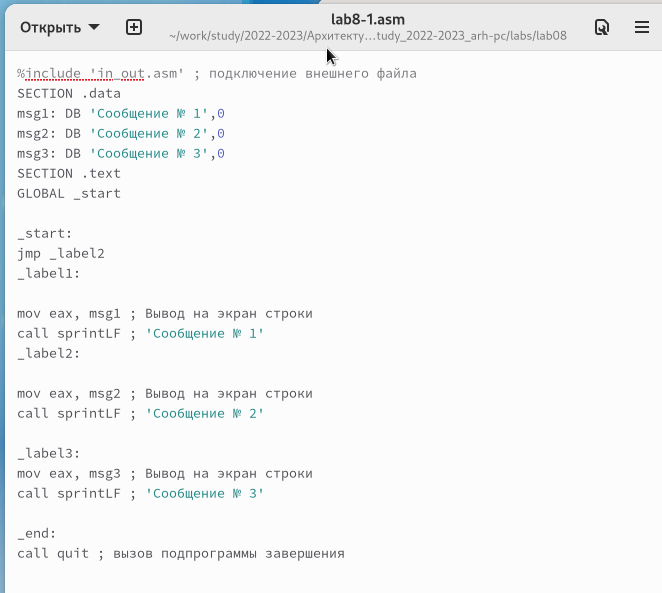 Открыть
lab8-1.asm
~/work/study/2022-2023/Архитекту…tudy_2022-2023_arh-pc/labs/lab08
%include 'in_out.asm' ; подключение внешнего файла
SECTION .data
msg1: DB 'Сообщение № 1',0
msg2: DB 'Сообщение № 2',0
msg3: DB 'Сообщение № 3',0
SECTION .text
GLOBAL _start
_start:
jmp _label2
_label1:
mov eax, msg1 ; Вывод на экран строки
call sprintLF ; 'Сообщение № 1'
_label2:
mov eax, msg2 ; Вывод на экран строки
call sprintLF ; 'Сообщение № 2'
_label3:
mov eax, msg3 ; Вывод на экран строки
call sprintLF ; 'Сообщение № 3'
_end:
call quit ; вызов подпрограммы завершения